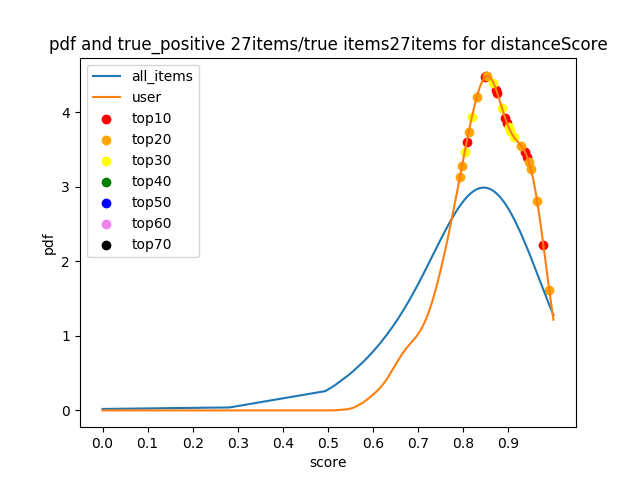 pdf and true_positive 27items/true items27items for distanceScore
all_items
user
top10
top20
top30
top40
top50
top60
top70
pdf
4
3
2
1
0
0.0 0.1 0.2 0.3 0.4 0.5 0.6 0.7 0.8 0.9
score